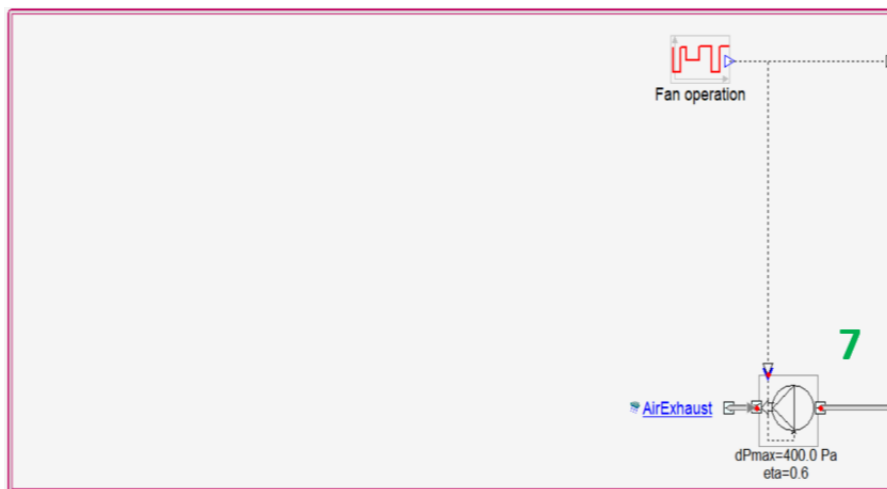 Fan operation
7
AirExhaust
dPmax=400.0 Pa
eta=0.6